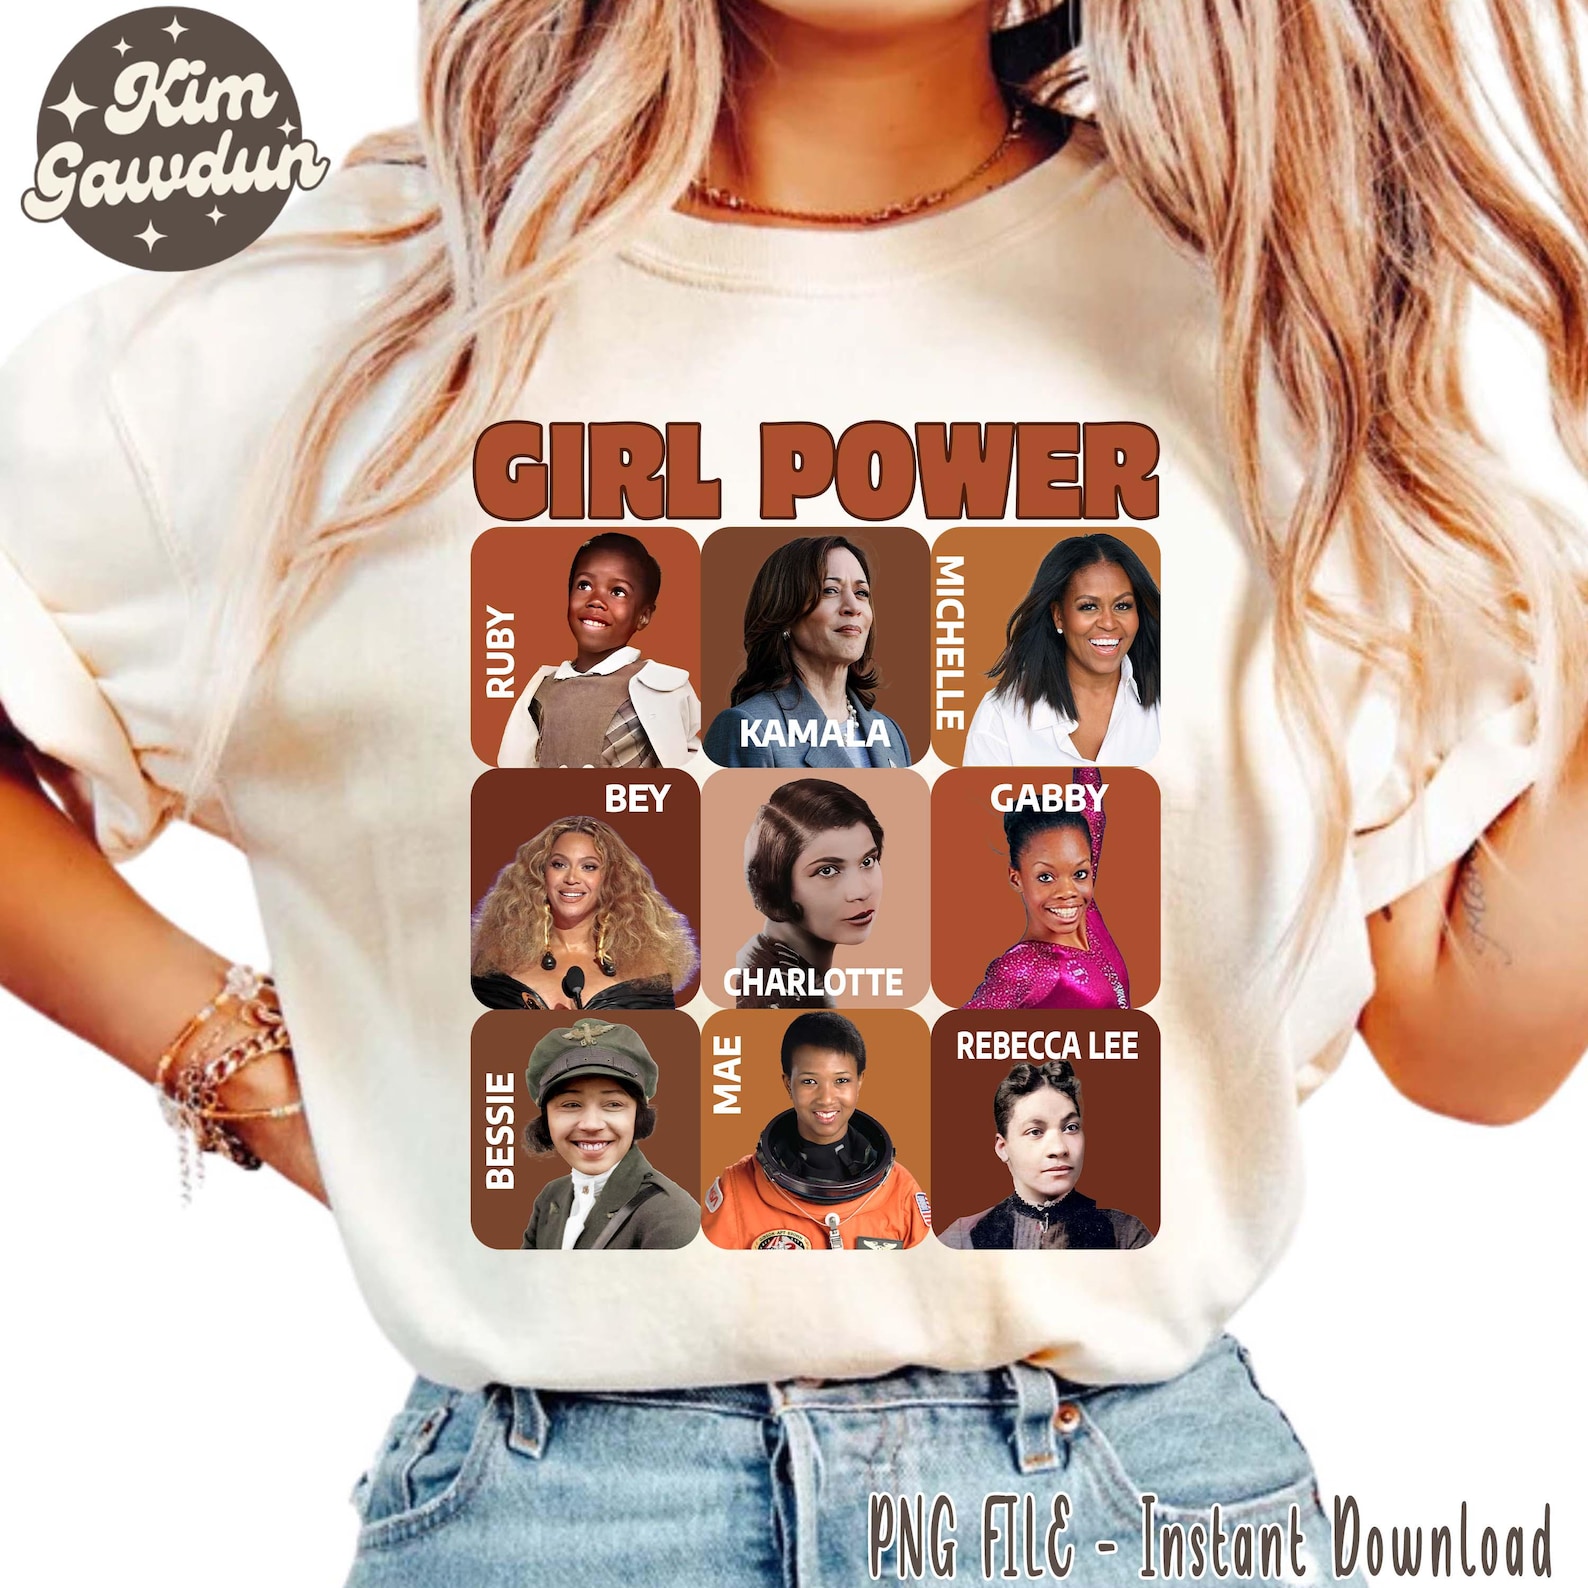 Kim
Gawdun
GIRL POWER
RUBY
KAMALA
MICHELLE
BEY
CHARLOTTE
GABBY
BESSIE
MAE
REBECCA LEE
PNG FILE - Instant Download